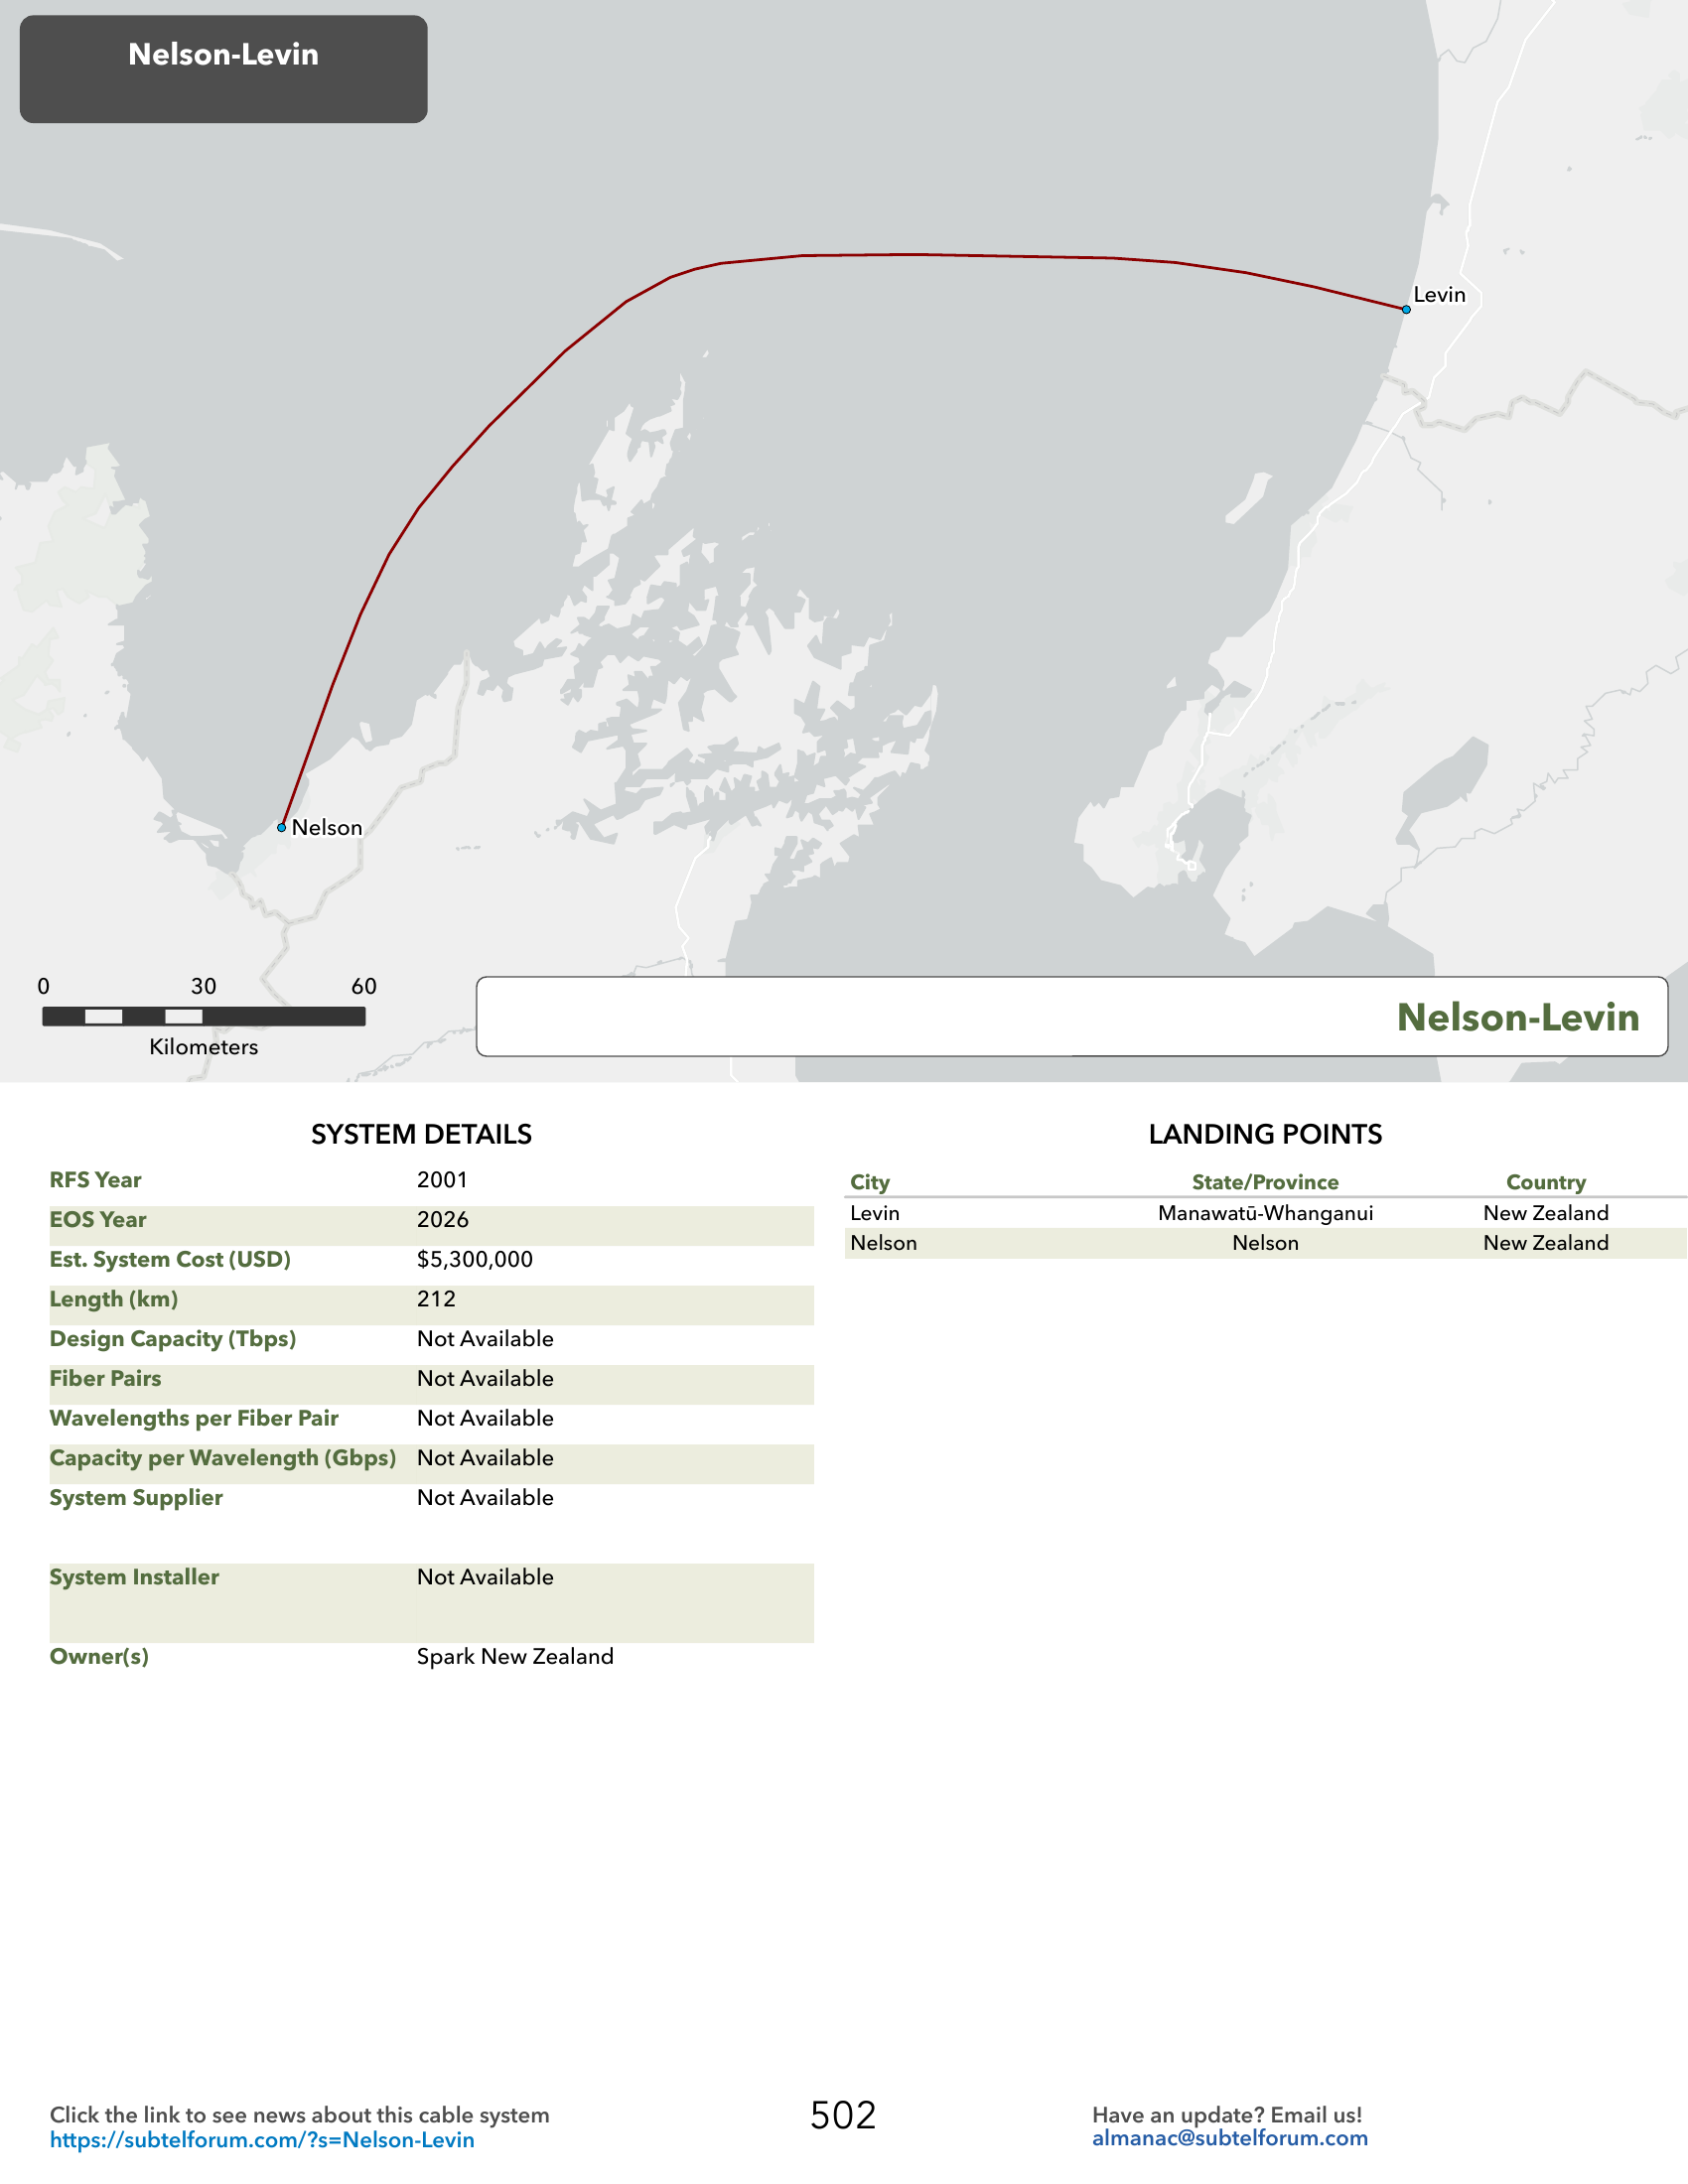 Nelson-Levin
Levin
Nelson
0 30 60
Kilometers
Nelson-Levin
SYSTEM DETAILS
RFS Year 2001
EOS Year 2026
Est. System Cost (USD) $5,300,000
Length (km) 212
Design Capacity (Tbps) Not Available
Fiber Pairs Not Available
Wavelengths per Fiber Pair Not Available
Capacity per Wavelength (Gbps) Not Available
System Supplier Not Available
System Installer Not Available
Owner(s) Spark New Zealand
LANDING POINTS
City State/Province Country
Levin Manawatū-Whanganui New Zealand
Nelson Nelson New Zealand
Click the link to see news about this cable system
https://subtelforum.com/?s=Nelson-Levin
502
Have an update? Email us!
almanac@subtelforum.com